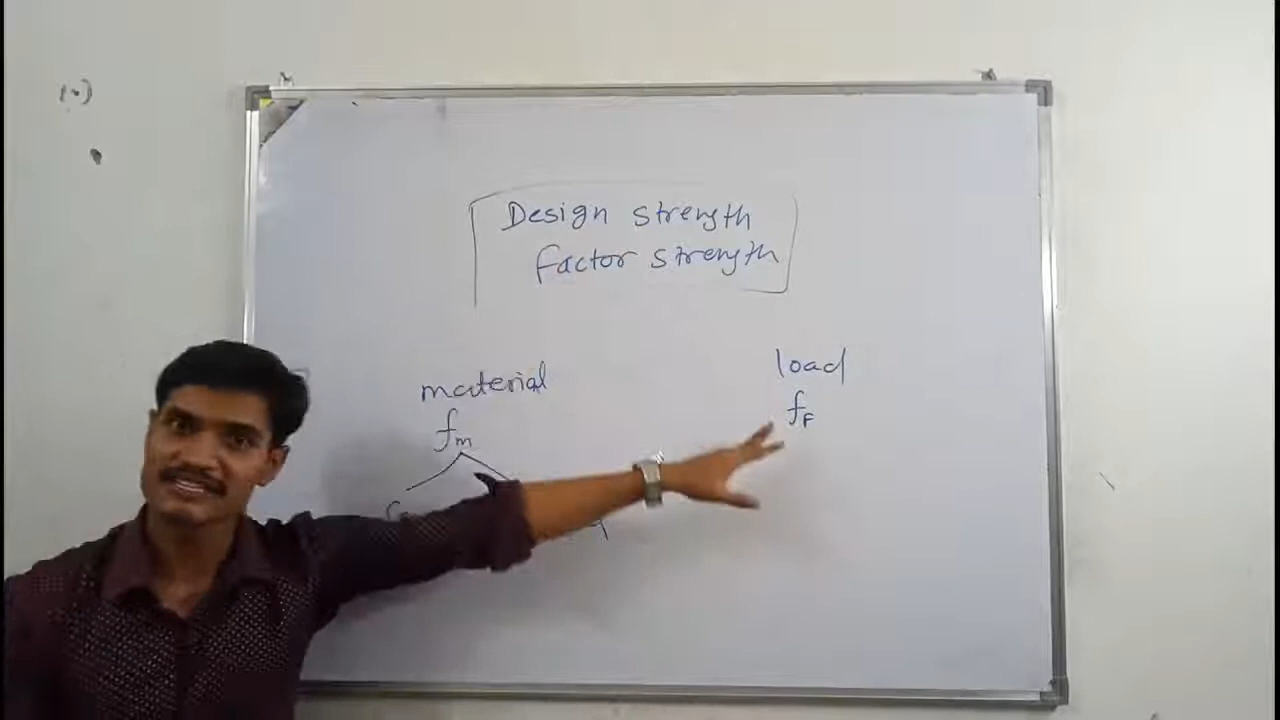 Design strength
factor strength
material
load
fm
fF